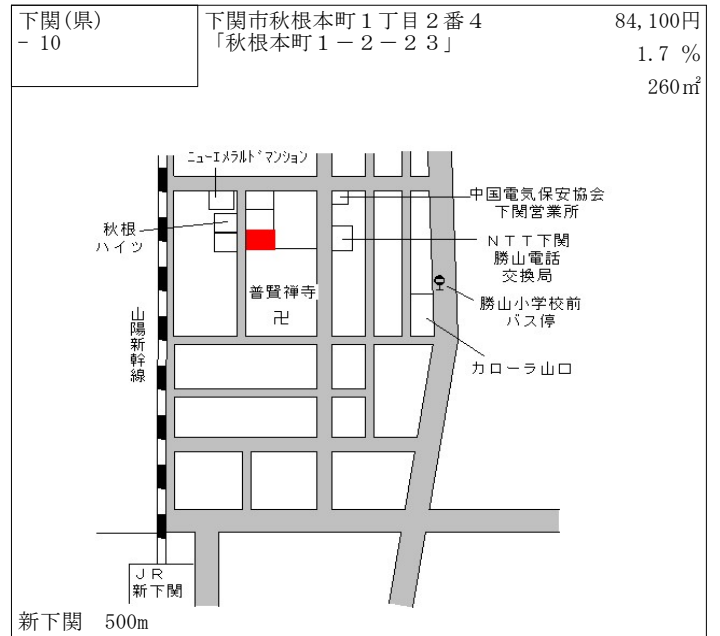 下関(県)
- 10
下関市秋根本町１丁目２番４
「秋根本町１－２－２３」
84,100円
1.7 %
260㎡
ニューエメラルドマンション
秋根
ハイツ
中国電気保安協会
下関営業所
ＮＴＴ下関
勝山電話
交換局
普賢禅寺
卍
勝山小学校前
バス停
カローラ山口
山陽新幹線
ＪＲ
新下関
新下関 500m